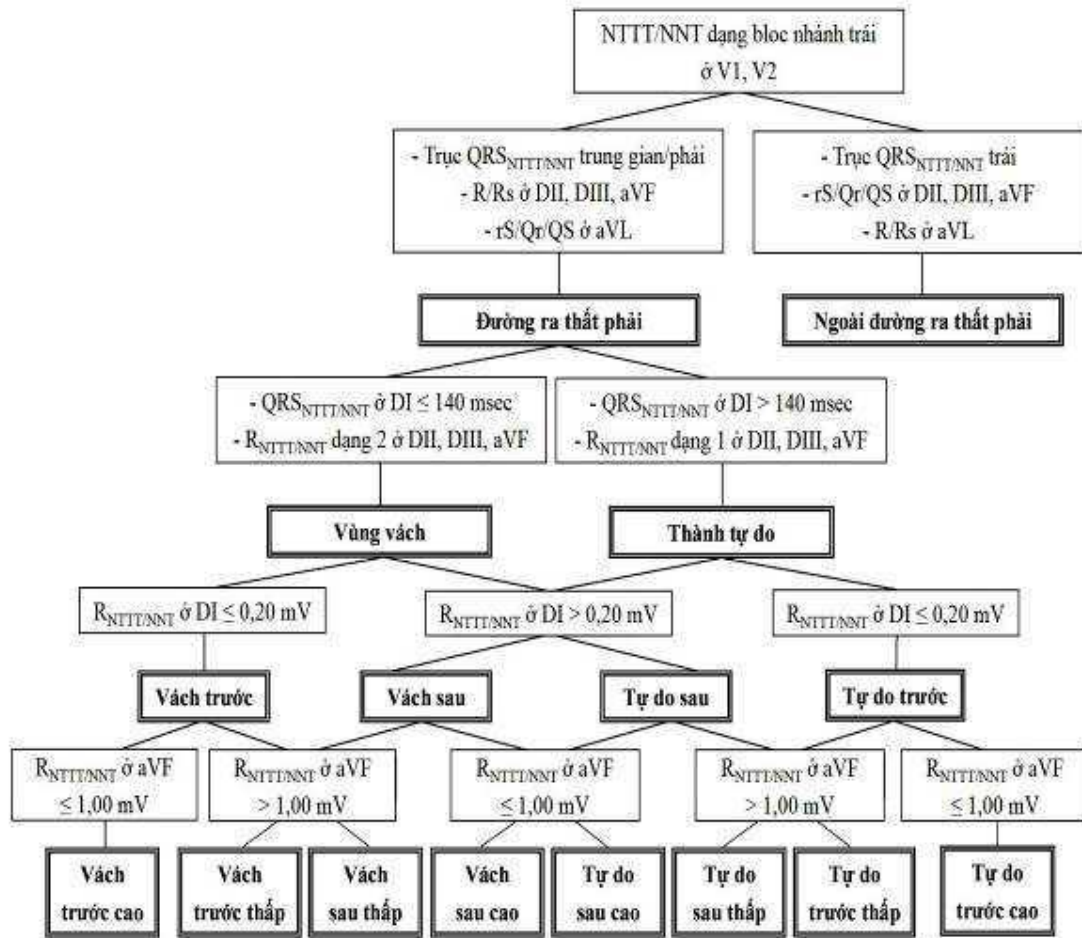 NTTT/NNT dạng bloc nhánh trái
ở V1, V2
- Trục QRSNTTT/NNT trung gian/phải
- R/Rs ở DII, DIII, aVF
- rS/Qr/QS ở aVL
- Trục QRSNTTT/NNT trái
- rS/Qr/QS ở DII, DIII, aVF
- R/Rs ở aVL
Đường ra thất phải
Ngoài đường ra thất phải
- QRSNTTT/NNT ở DI ≤ 140 msec
- RNTTT/NNT dạng 2 ở DII, DIII, aVF
- QRSNTTT/NNT ở DI > 140 msec
- RNTTT/NNT dạng 1 ở DII, DIII, aVF
Vùng vách
Thành tự do
RNTTT/NNT ở DI ≤ 0,20 mV
RNTTT/NNT ở DI > 0,20 mV
RNTTT/NNT ở DI ≤ 0,20 mV
Vách trước
Vách sau
Tự do sau
Tự do trước
RNTTT/NNT ở aVF
≤ 1,00 mV
RNTTT/NNT ở aVF
> 1,00 mV
RNTTT/NNT ở aVF
≤ 1,00 mV
RNTTT/NNT ở aVF
> 1,00 mV
RNTTT/NNT ở aVF
≤ 1,00 mV
Vách
trước cao
Vách
trước thấp
Vách
sau thấp
Vách
sau cao
Tự do
sau cao
Tự do
sau thấp
Tự do
trước thấp
Tự do
trước cao